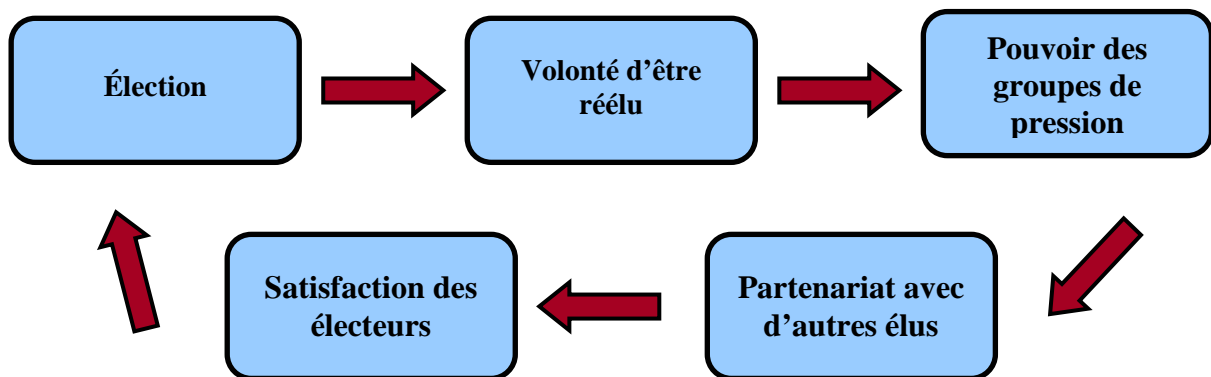 Élection
Volonté d’être
réélu
Pouvoir des
groupes de
pression
Partenariat avec
d’autres élus
Satisfaction des
électeurs